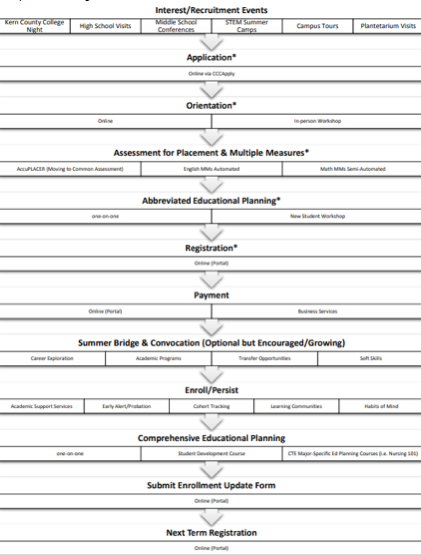 Interest/Recruitment Events
Kern County College Night
High School Visits
Middle School Conferences
STEM Summer Camps
Campus Tours
Plantetarium Visits
Application*
Online via CCCApply
Orientation*
Online
In-person Workshop
Assessment for Placement & Multiple Measures*
AccuPLACER (Moving to Common Assessment)
English MMs Automated
Math MMs Semi-Automated
Abbreviated Educational Planning*
one-on-one
New Student Workshop
Registration*
Online (Portal)
Payment
Online (Portal)
Business Services
Summer Bridge & Convocation (Optional but Encouraged/Growing)
Career Exploration
Academic Programs
Transfer Opportunities
Soft Skills
Enroll/Persist
Academic Support Services
Early Alert/Probation
Cohort Tracking
Learning Communities
Habits of Mind
Comprehensive Educational Planning
one-on-one
Student Development Course
CTE Major-Specific Ed Planning Courses (i.e. Nursing 101)
Submit Enrollment Update Form
Online (Portal)
Next Term Registration
Online (Portal)